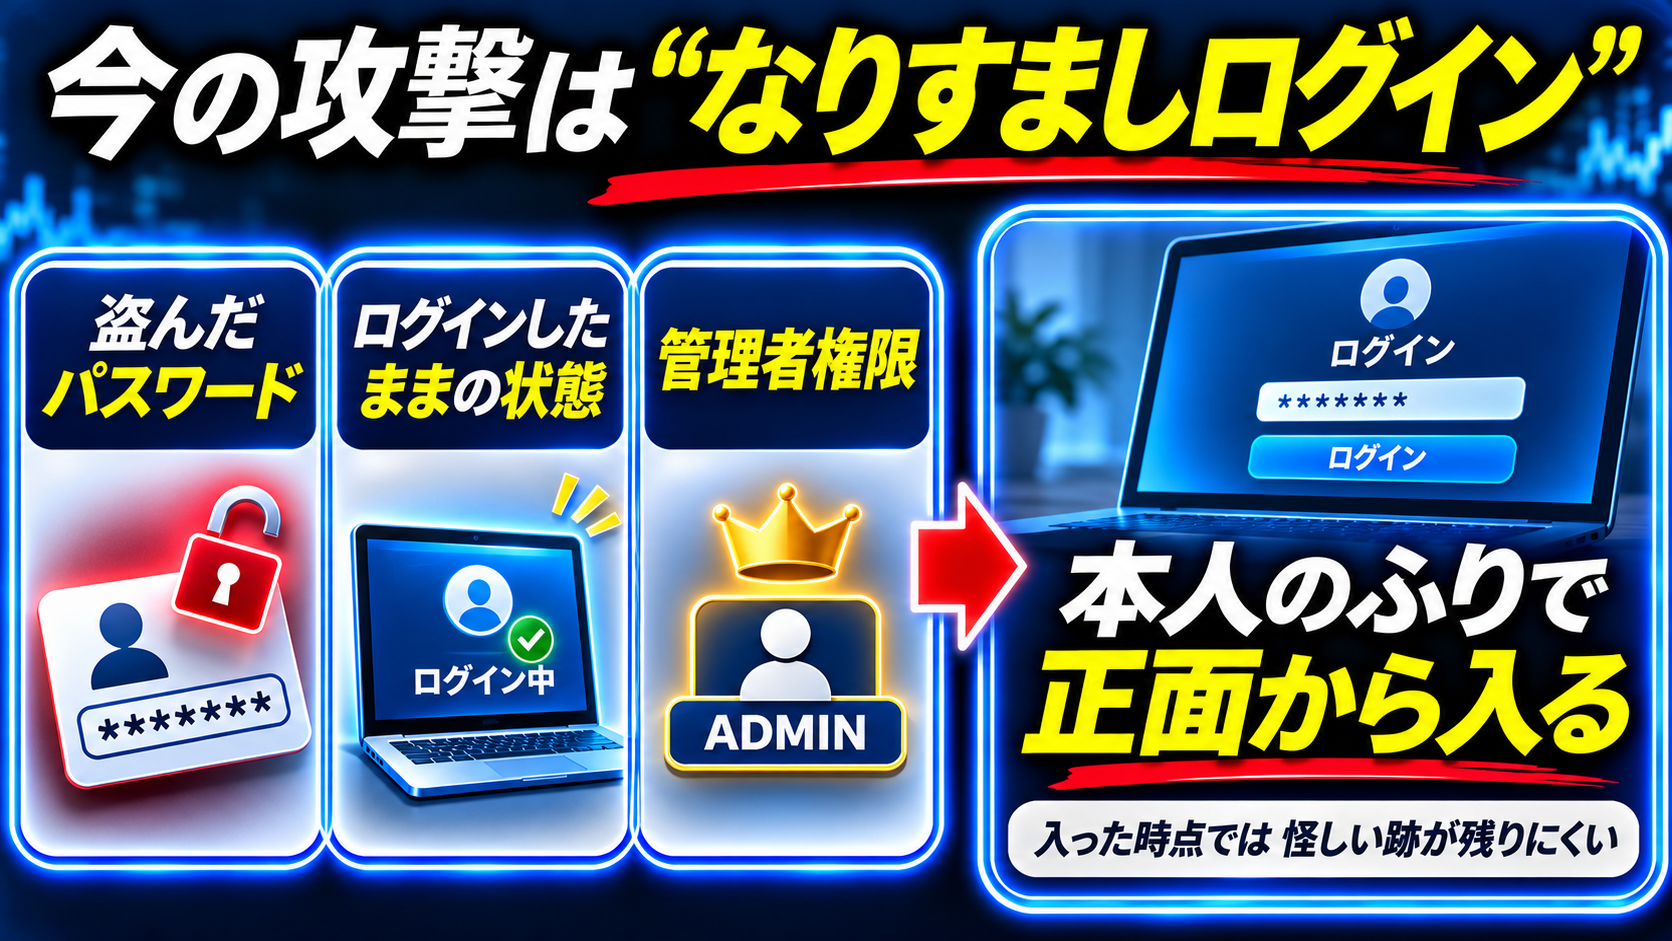 今の攻撃は“なりすましログイン”
盗んだ
パスワード
*******
ログインした
ままの状態
ログイン中
管理者権限
ADMIN
ログイン
*******
ログイン
本人のふりで
正面から入る
入った時点では 怪しい跡が残りにくい